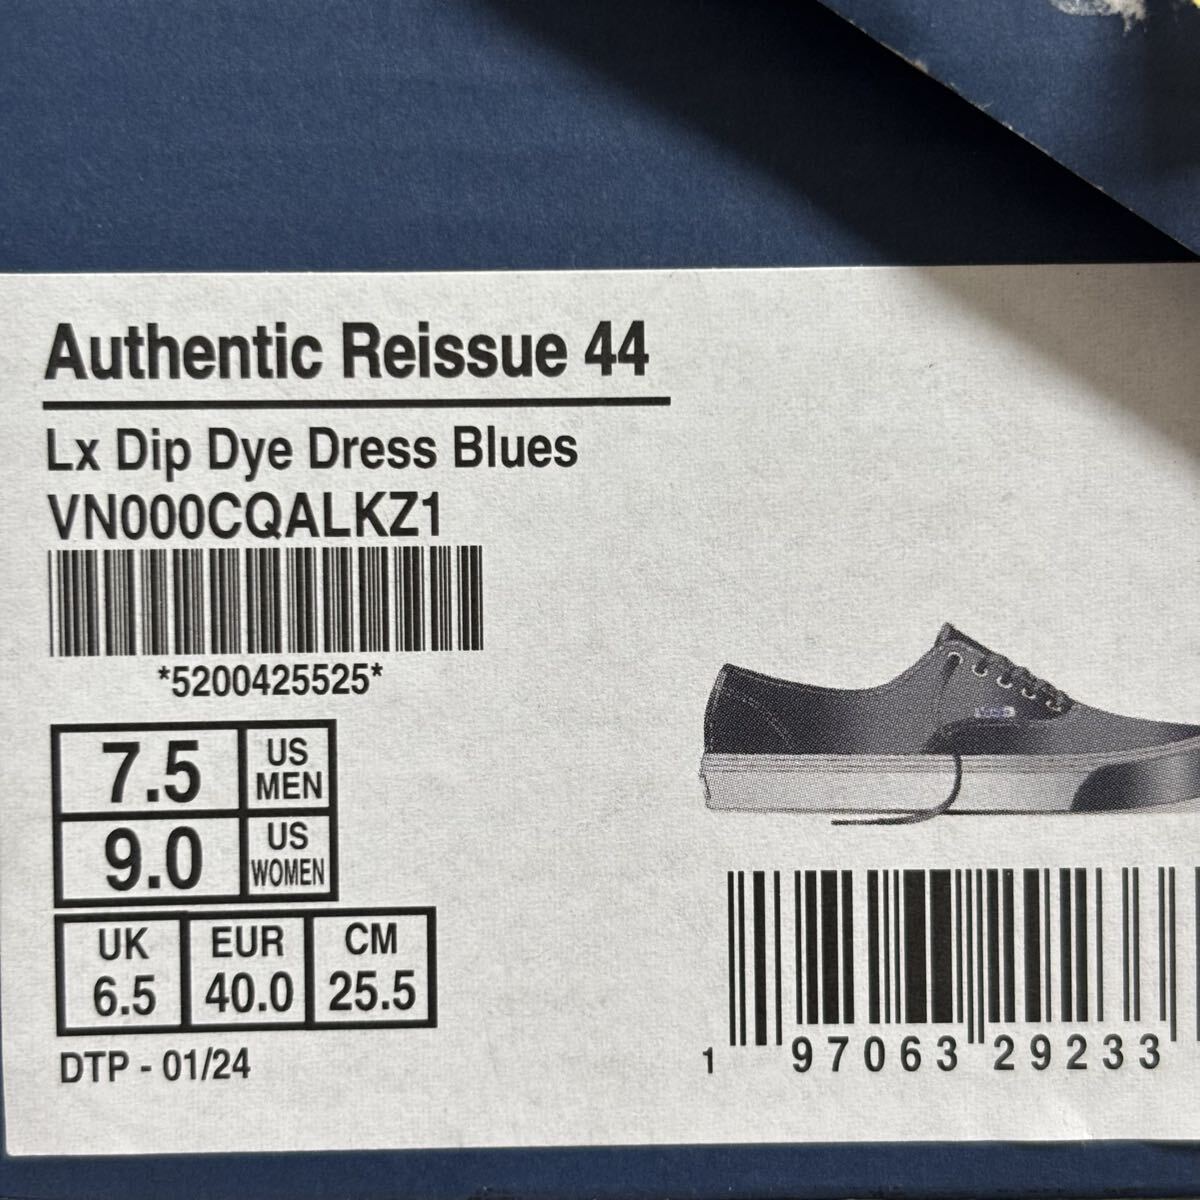 Authentic Reissue 44
Lx Dip Dye Dress Blues
VN000CQALKZ1
*5200425525*
7.5 US MEN
9.0 US WOMEN
UK EUR CM
6.5 40.0 25.5
DTP - 01/24
1 97063 29233